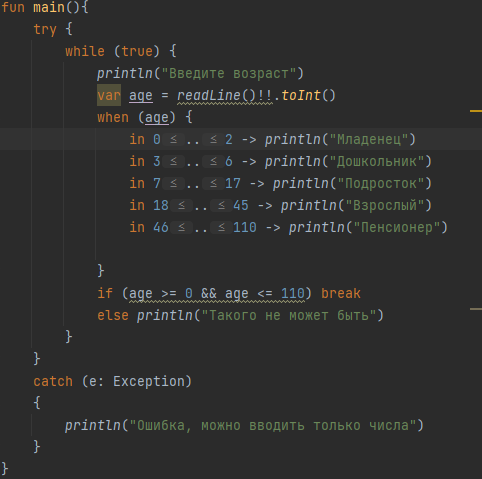 fun main(){
    try {
        while (true) {
            println("Введите возраст")
            var age = readLine()!!.toInt()
            when (age) {
                in 0 ≤ .. ≤ 2 -> println("Младенец")
                in 3 ≤ .. ≤ 6 -> println("Дошкольник")
                in 7 ≤ .. ≤ 17 -> println("Подросток")
                in 18 ≤ .. ≤ 45 -> println("Взрослый")
                in 46 ≤ .. ≤ 110 -> println("Пенсионер")
            }
            if (age >= 0 && age <= 110) break
            else println("Такого не может быть")
        }
    }
    catch (e: Exception)
    {
        println("Ошибка, можно вводить только числа")
    }
}